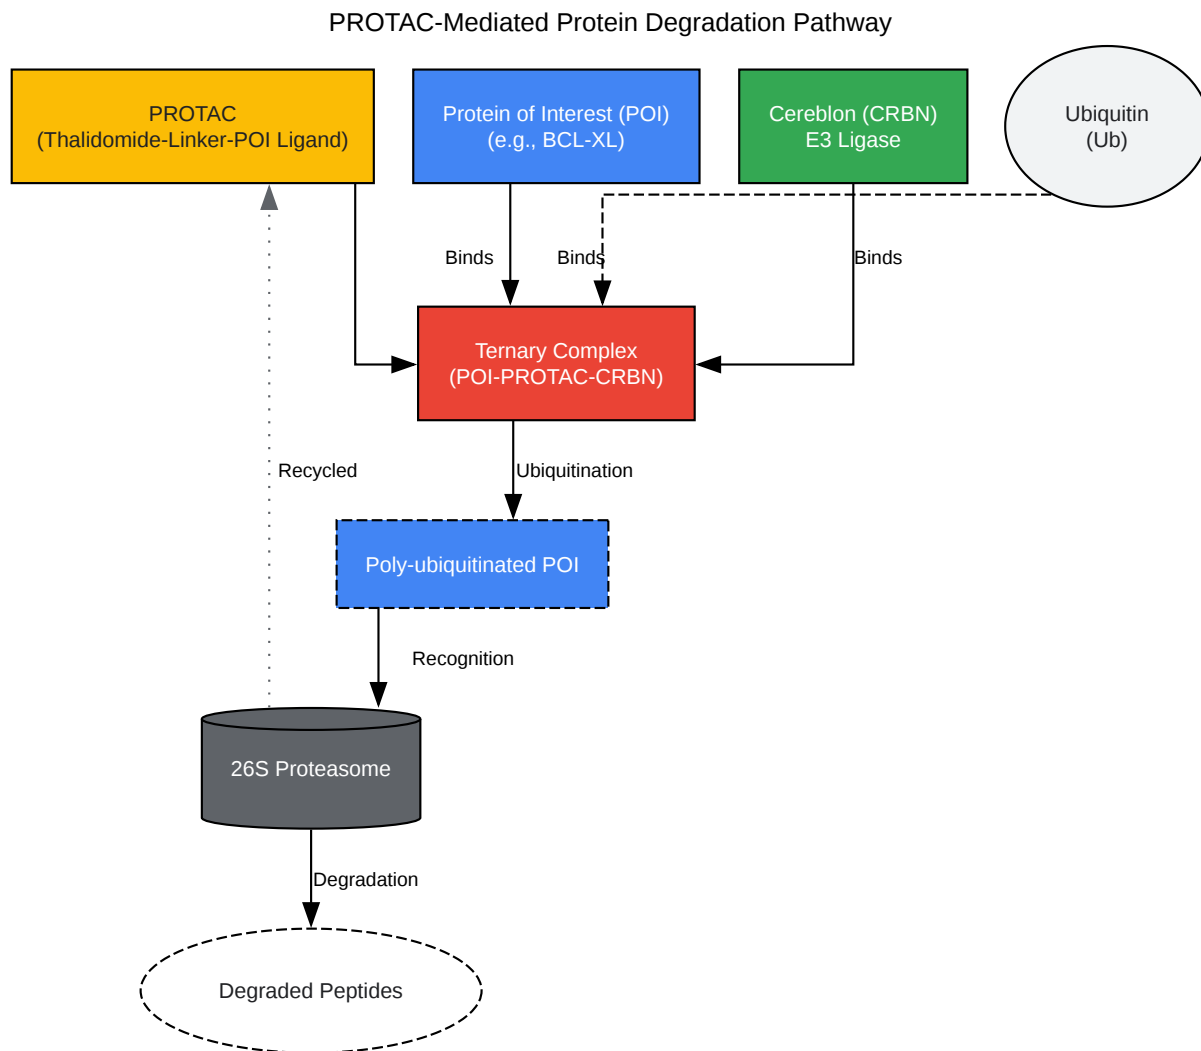 PROTAC-Mediated Protein Degradation Pathway
PROTAC
(Thalidomide-Linker-POI Ligand)
Protein of Interest (POI)
(e.g., BCL-XL)
Cereblon (CRBN)
E3 Ligase
Ubiquitin
(Ub)
Binds
Binds
Binds
Ternary Complex
(POI-PROTAC-CRBN)
Recycled
Ubiquitination
Poly-ubiquitinated POI
Recognition
26S Proteasome
Degradation
Degraded Peptides